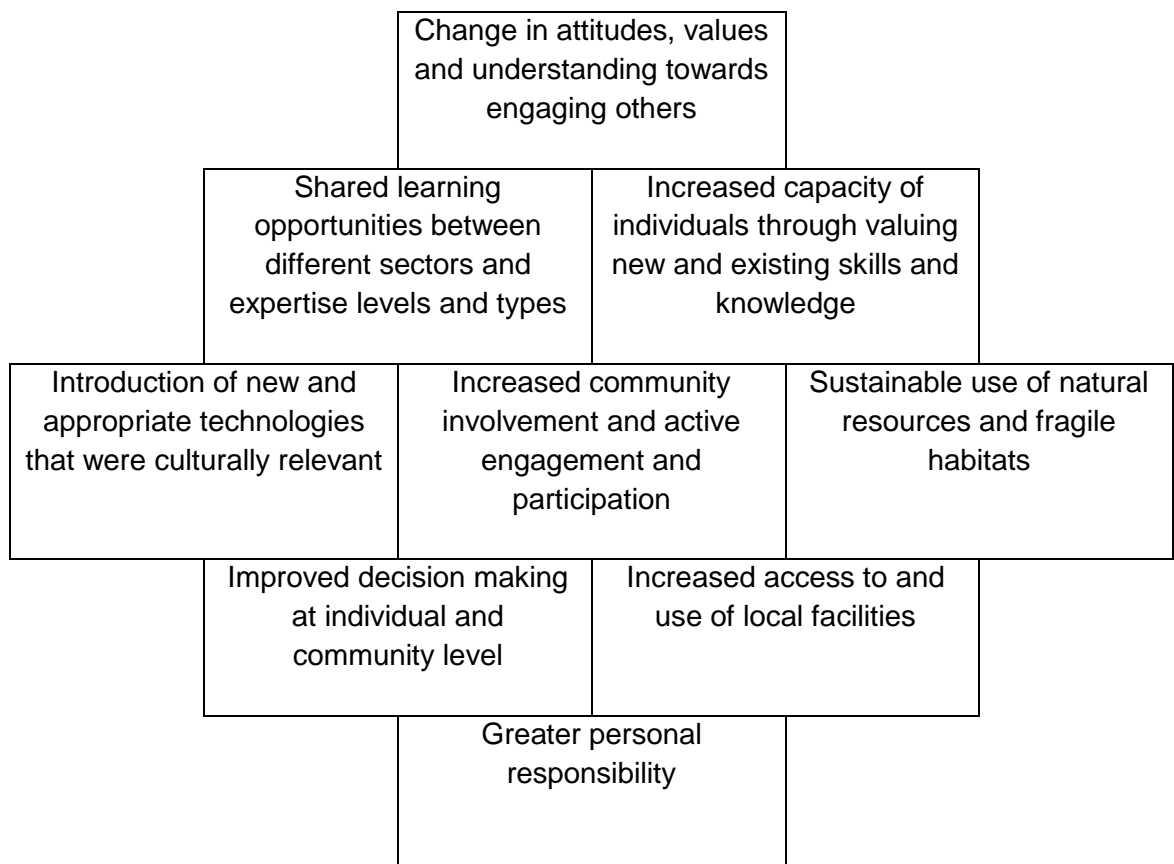 Change in attitudes, values
and understanding towards
engaging others
Shared learning
opportunities between
different sectors and
expertise levels and types
Increased capacity of
individuals through valuing
new and existing skills and
knowledge
Introduction of new and
appropriate technologies
that were culturally relevant
Increased community
involvement and active
engagement and
participation
Sustainable use of natural
resources and fragile
habitats
Improved decision making
at individual and
community level
Increased access to and
use of local facilities
Greater personal
responsibility